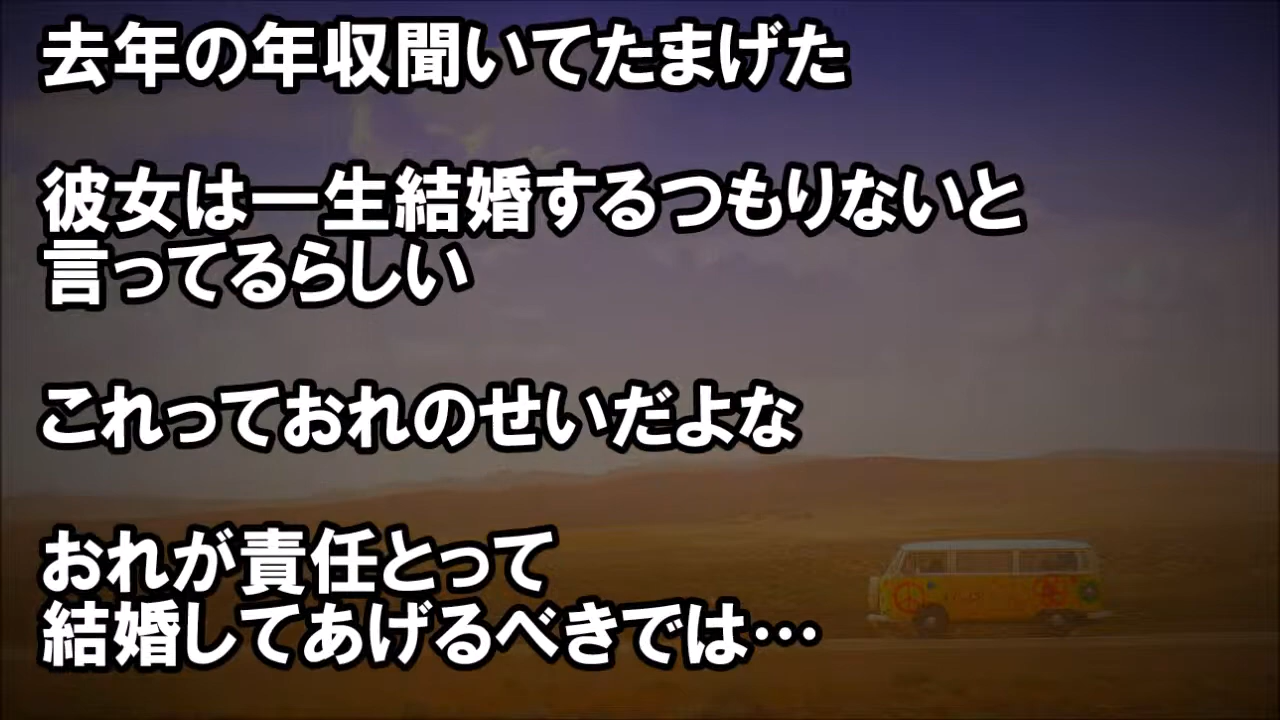 去年の年収聞いてたまげた
彼女は一生結婚するつもりないと
言ってるらしい
これっておれのせいだよな
おれが責任とって
結婚してあげるべきでは…